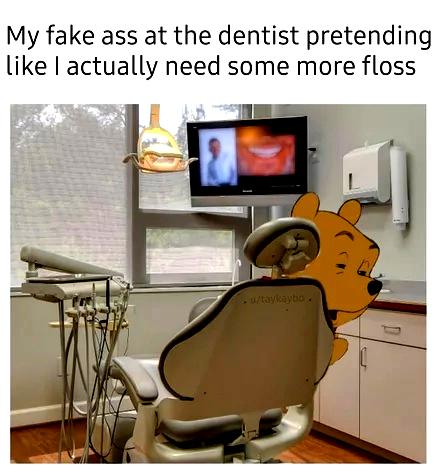 My fake ass at the dentist pretending
like I actually need some more floss
u/taykaybo